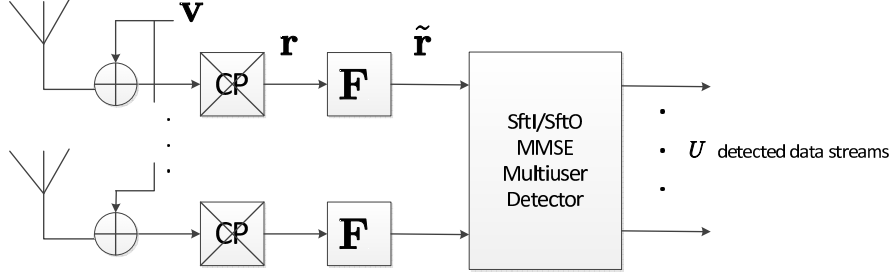 v
CP
r
F
r̃
SftI/SftO
MMSE
Multiuser
Detector
U detected data streams
CP
F